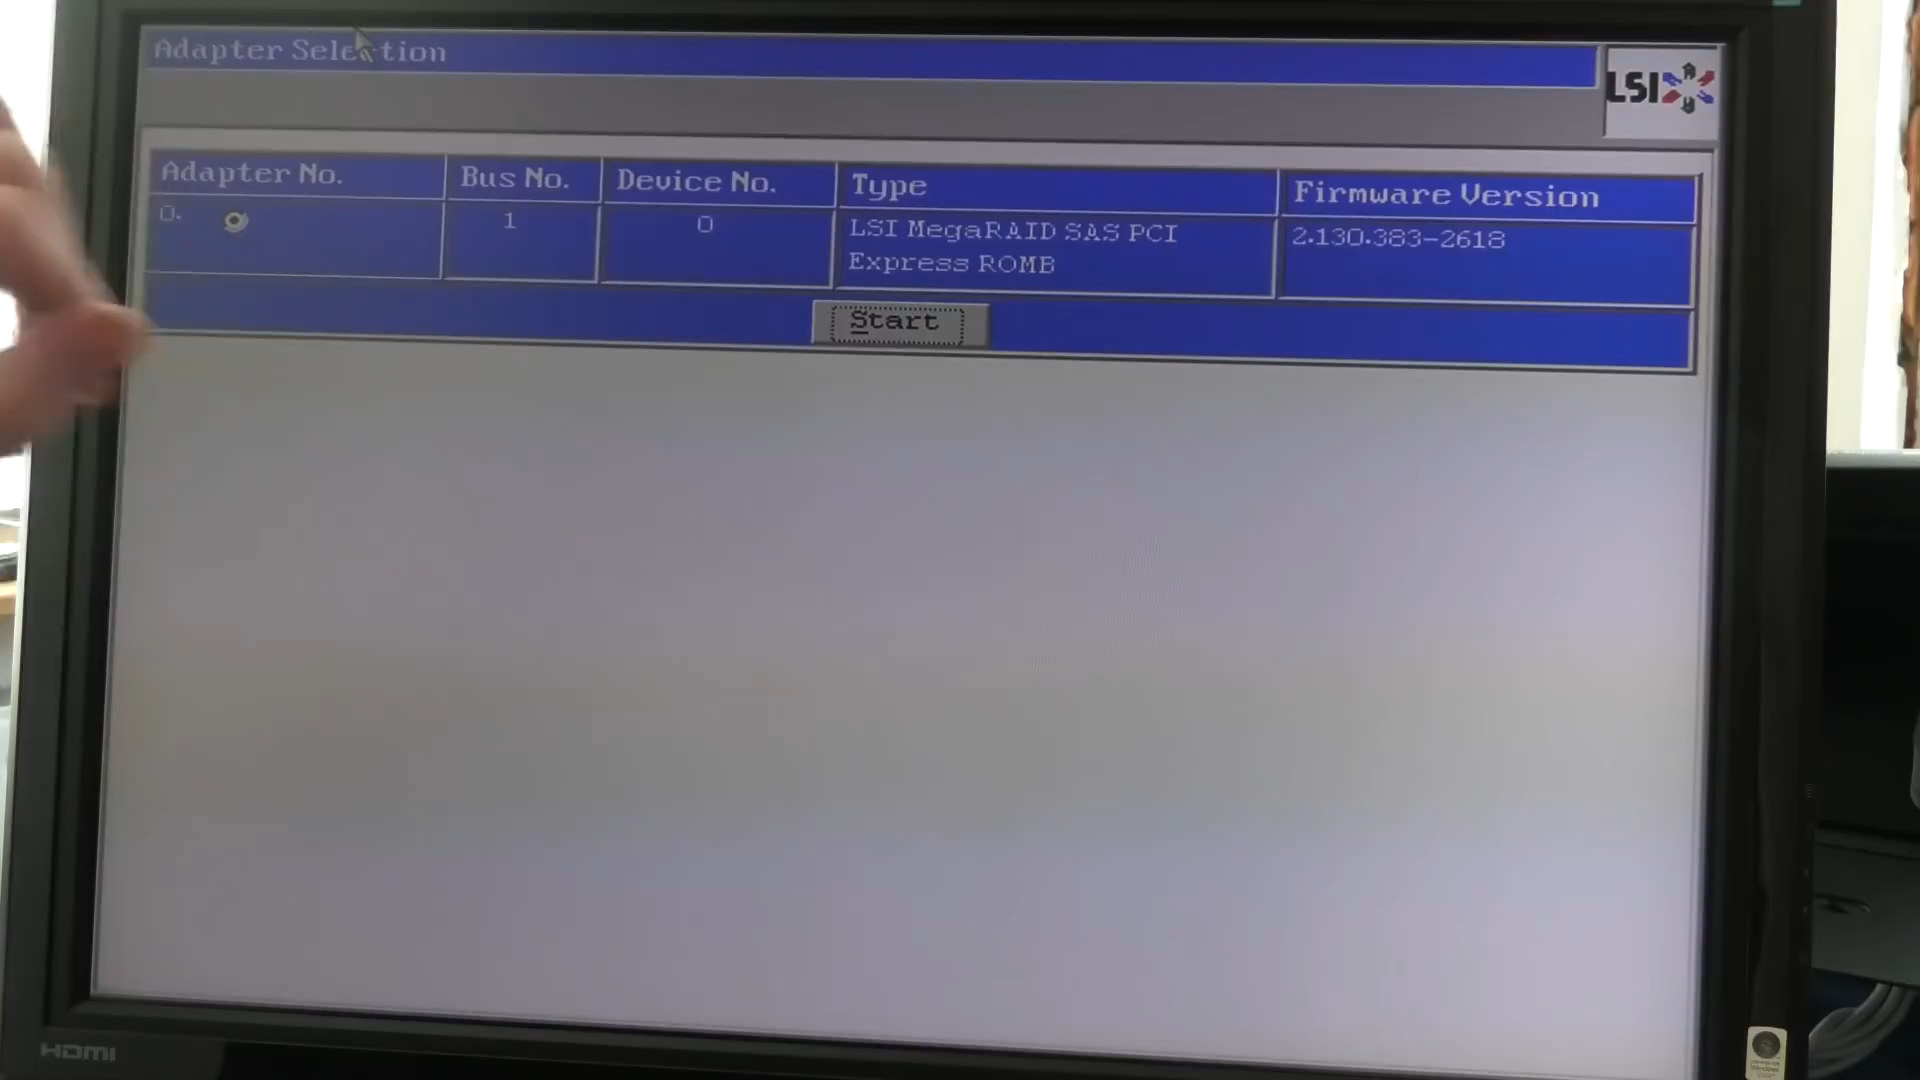 Adapter Selection
LSI
Adapter No. Bus No. Device No. Type Firmware Version
0. 1 0 LSI MegaRAID SAS PCI 2.130.383-2618
Express ROMB
Start
HDMI